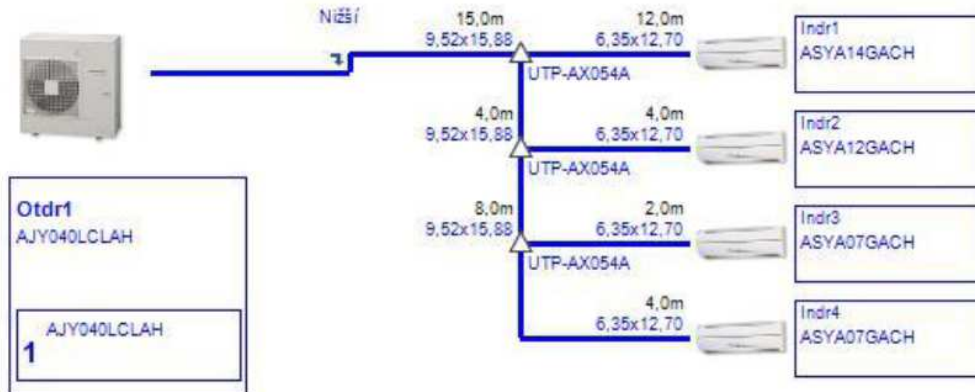 Nižší
15,0m
9,52x15,88
12,0m
6,35x12,70
UTP-AX054A
Indr1
ASYA14GACH
4,0m
9,52x15,88
4,0m
6,35x12,70
UTP-AX054A
Indr2
ASYA12GACH
8,0m
9,52x15,88
2,0m
6,35x12,70
UTP-AX054A
Indr3
ASYA07GACH
4,0m
6,35x12,70
Indr4
ASYA07GACH
Otdr1
AJY040LCLAH
AJY040LCLAH
1